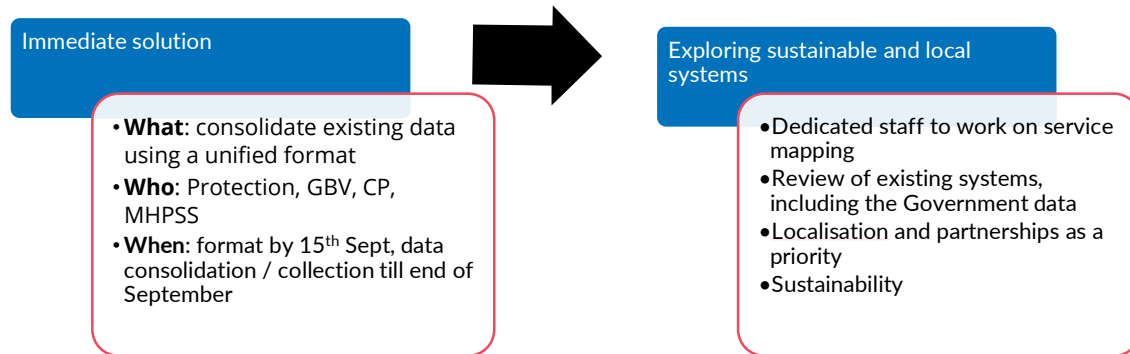 Immediate solution
• What: consolidate existing data
using a unified format
• Who: Protection, GBV, CP,
MHPSS
• When: format by 15th Sept, data
consolidation / collection till end of
September
Exploring sustainable and local
systems
•Dedicated staff to work on service
mapping
•Review of existing systems,
including the Government data
•Localisation and partnerships as a
priority
•Sustainability